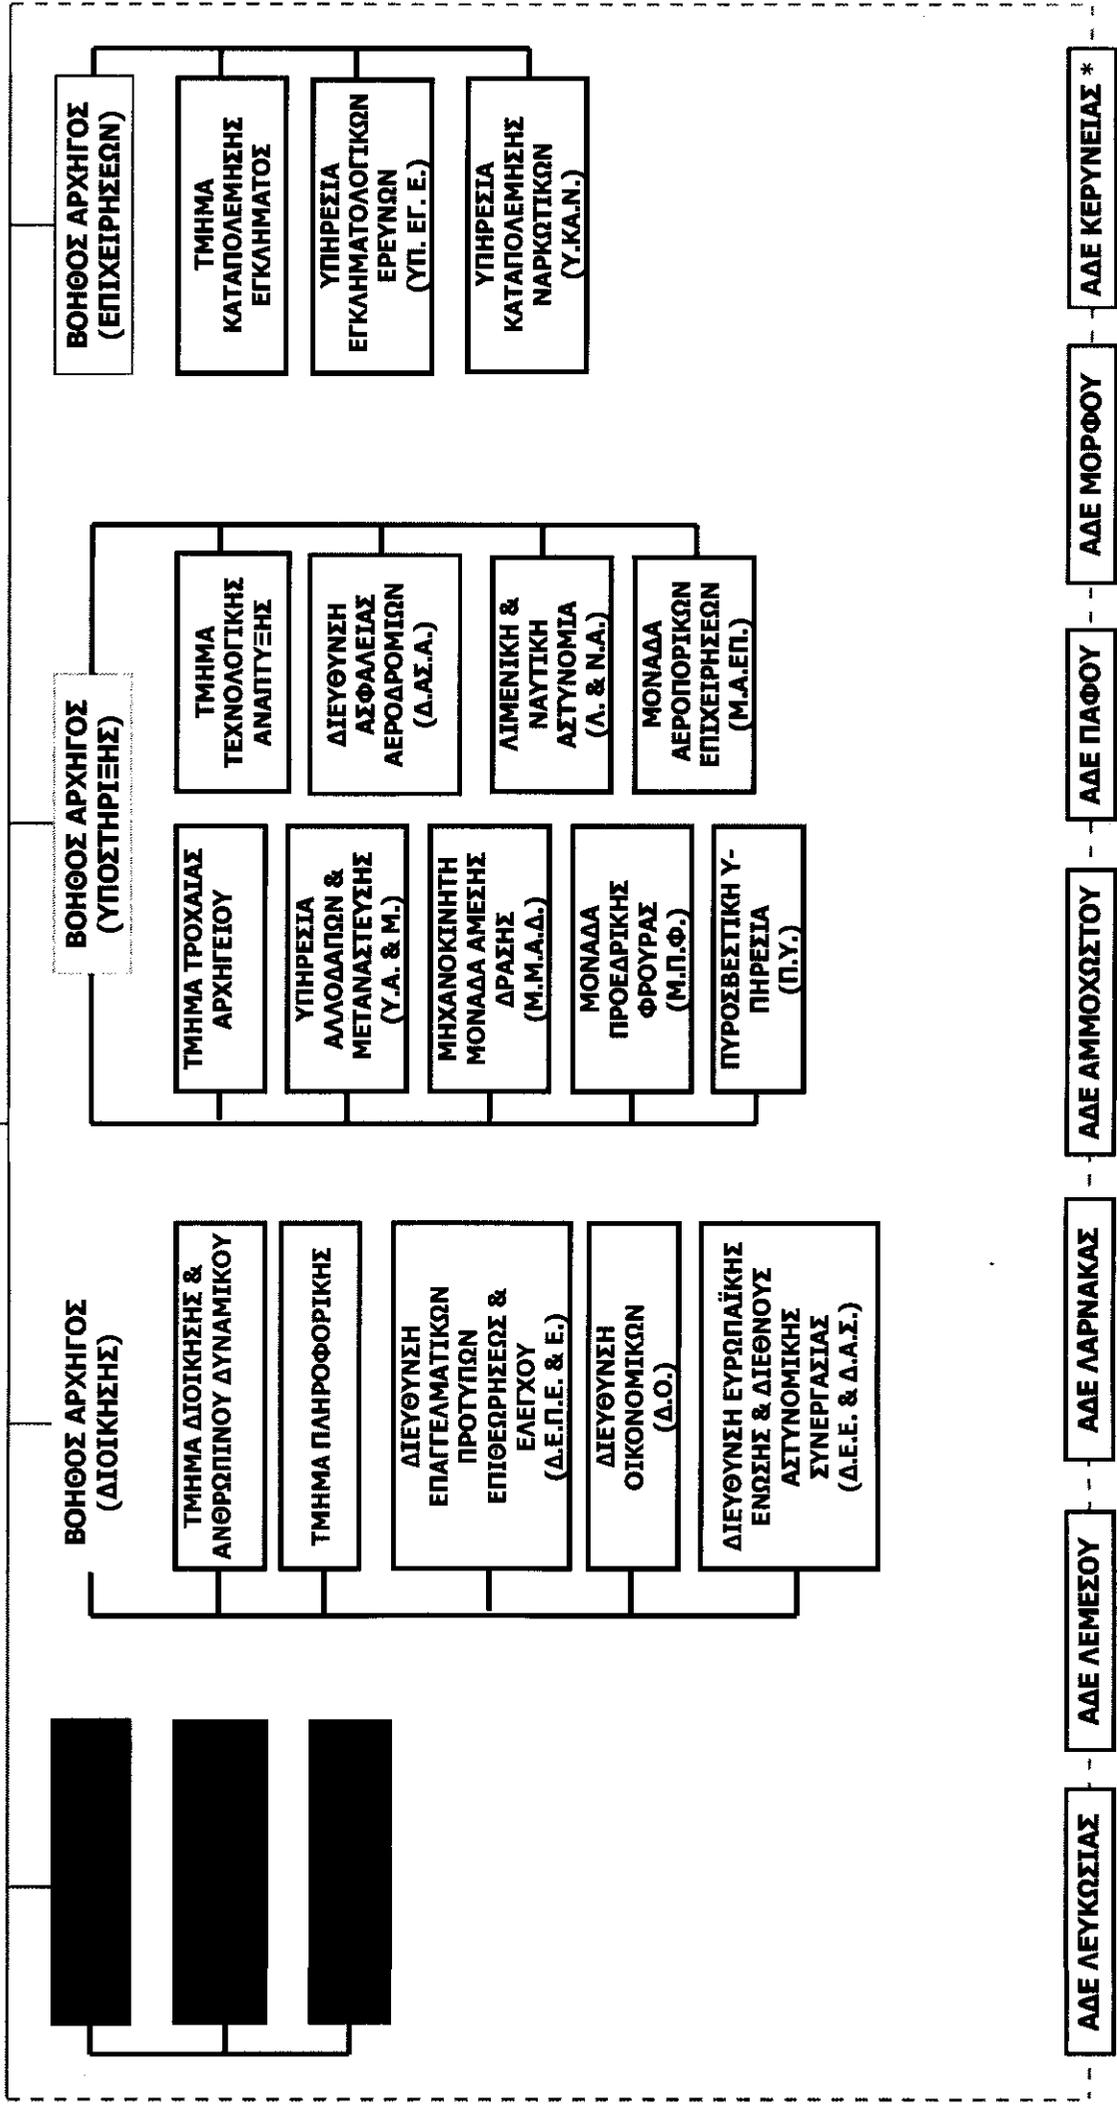 ΒΟΗΘΟΣ ΑΡΧΗΓΟΣ
(ΔΙΟΙΚΗΣΗΣ)
ΤΜΗΜΑ ΔΙΟΙΚΗΣΗΣ &
ΑΝΘΡΩΠΙΝΟΥ ΔΥΝΑΜΙΚΟΥ
ΤΜΗΜΑ ΠΛΗΡΟΦΟΡΙΚΗΣ
ΔΙΕΥΘΥΝΣΗ
ΕΠΑΓΓΕΛΜΑΤΙΚΩΝ
ΠΡΟΤΥΠΩΝ
ΕΠΙΘΕΩΡΗΣΕΩΣ &
ΕΛΕΓΧΟΥ
(Δ.Ε.Π.Ε. & Ε.)
ΔΙΕΥΘΥΝΣΗ
ΟΙΚΟΝΟΜΙΚΩΝ
(Δ.Ο.)
ΔΙΕΥΘΥΝΣΗ ΕΥΡΩΠΑΪΚΗΣ
ΕΝΩΣΗΣ & ΔΙΕΘΝΟΥΣ
ΑΣΤΥΝΟΜΙΚΗΣ
ΣΥΝΕΡΓΑΣΙΑΣ
(Δ.Ε.Ε. & Δ.Α.Σ.)
ΒΟΗΘΟΣ ΑΡΧΗΓΟΣ
(ΥΠΟΣΤΗΡΙΞΗΣ)
ΤΜΗΜΑ ΤΡΟΧΑΙΑΣ
ΑΡΧΗΓΕΙΟΥ
ΥΠΗΡΕΣΙΑ
ΑΛΛΟΔΑΠΩΝ &
ΜΕΤΑΝΑΣΤΕΥΣΗΣ
(Υ.Α. & Μ.)
ΜΗΧΑΝΟΚΙΝΗΤΗ
ΜΟΝΑΔΑ ΑΜΕΣΗΣ
ΔΡΑΣΗΣ
(Μ.Μ.Α.Δ.)
ΜΟΝΑΔΑ
ΠΡΟΕΔΡΙΚΗΣ
ΦΡΟΥΡΑΣ
(Μ.Π.Φ.)
ΠΥΡΟΣΒΕΣΤΙΚΗ Υ-
ΠΗΡΕΣΙΑ
(Π.Υ.)
ΤΜΗΜΑ
ΤΕΧΝΟΛΟΓΙΚΗΣ
ΑΝΑΠΤΥΞΗΣ
ΔΙΕΥΘΥΝΣΗ
ΑΣΦΑΛΕΙΑΣ
ΑΕΡΟΔΡΟΜΙΩΝ
(Δ.ΑΣ.Α.)
ΛΙΜΕΝΙΚΗ &
ΝΑΥΤΙΚΗ
ΑΣΤΥΝΟΜΙΑ
(Λ. & Ν.Α.)
ΜΟΝΑΔΑ
ΑΕΡΟΠΟΡΙΚΩΝ
ΕΠΙΧΕΙΡΗΣΕΩΝ
(Μ.Α.ΕΠ.)
ΒΟΗΘΟΣ ΑΡΧΗΓΟΣ
(ΕΠΙΧΕΙΡΗΣΕΩΝ)
ΤΜΗΜΑ
ΚΑΤΑΠΟΛΕΜΗΣΗΣ
ΕΓΚΛΗΜΑΤΟΣ
ΥΠΗΡΕΣΙΑ
ΕΓΚΛΗΜΑΤΟΛΟΓΙΚΩΝ
ΕΡΕΥΝΩΝ
(ΥΠ. ΕΓ. Ε.)
ΥΠΗΡΕΣΙΑ
ΚΑΤΑΠΟΛΕΜΗΣΗΣ
ΝΑΡΚΩΤΙΚΩΝ
(Υ.ΚΑ.Ν.)
ΑΔΕ ΛΕΥΚΩΣΙΑΣ
ΑΔΕ ΛΕΜΕΣΟΥ
ΑΔΕ ΛΑΡΝΑΚΑΣ
ΑΔΕ ΑΜΜΟΧΩΣΤΟΥ
ΑΔΕ ΠΑΦΟΥ
ΑΔΕ ΜΟΡΦΟΥ
ΑΔΕ ΚΕΡΥΝΕΙΑΣ *